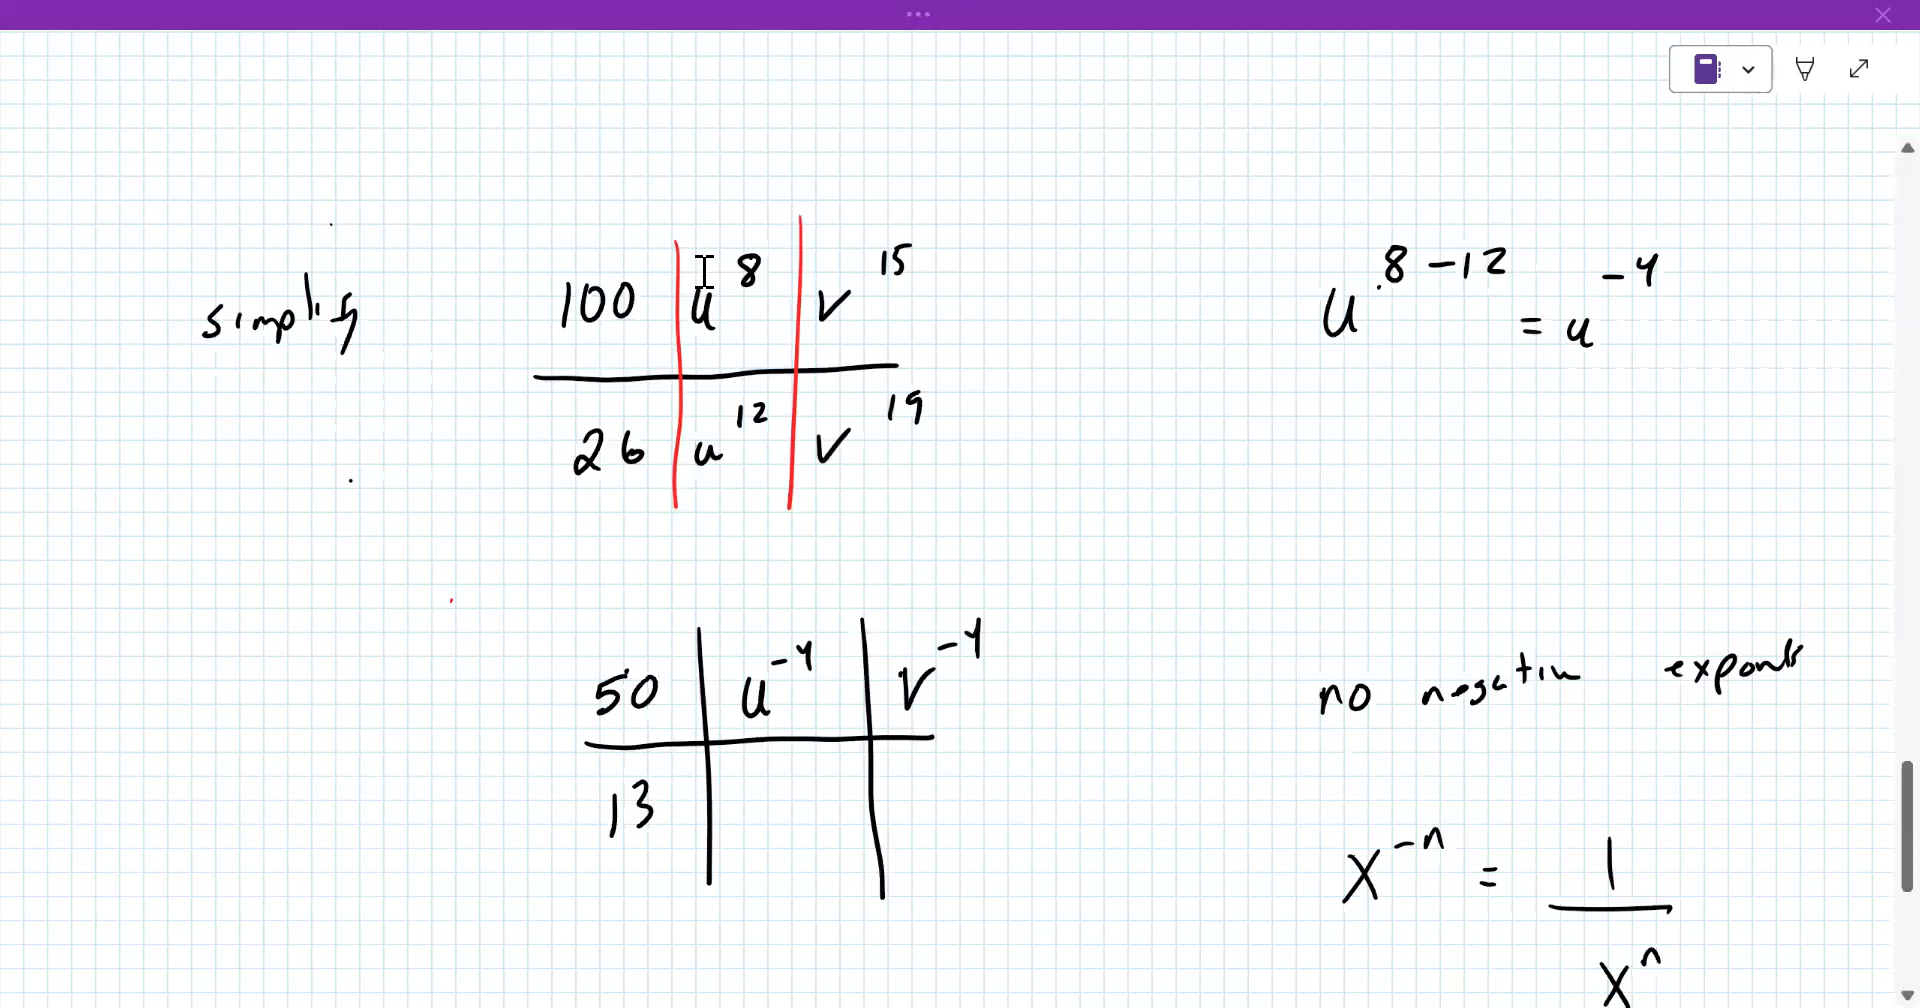 simplify
100 u^8 v^15
26 u^12 v^19
u^8-12 = u^-4
50 u^-4 v^-4
13
no negative exponents
x^-n = 1
x^n